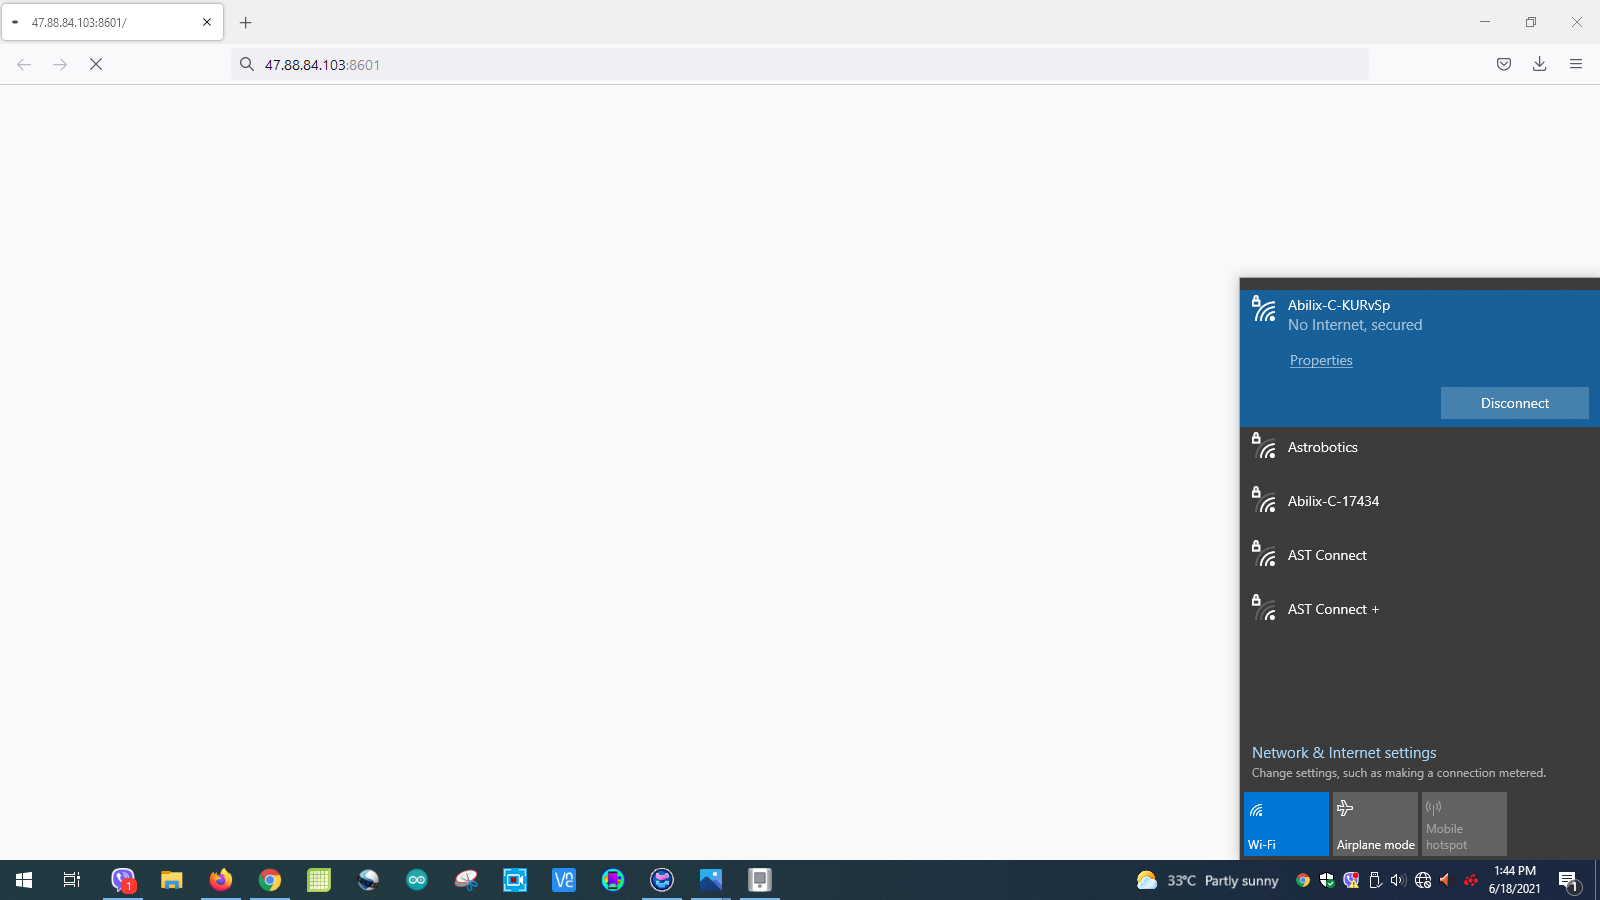 47.88.84.103:8601/
47.88.84.103:8601
Abilix-C-KURvSp
No Internet, secured
Properties
Disconnect
Astrobotics
Abilix-C-17434
AST Connect
AST Connect +
Network & Internet settings
Change settings, such as making a connection metered.
Wi-Fi
Airplane mode
Mobile
hotspot
1
VE
33°C Partly sunny
1:44 PM
6/18/2021
1